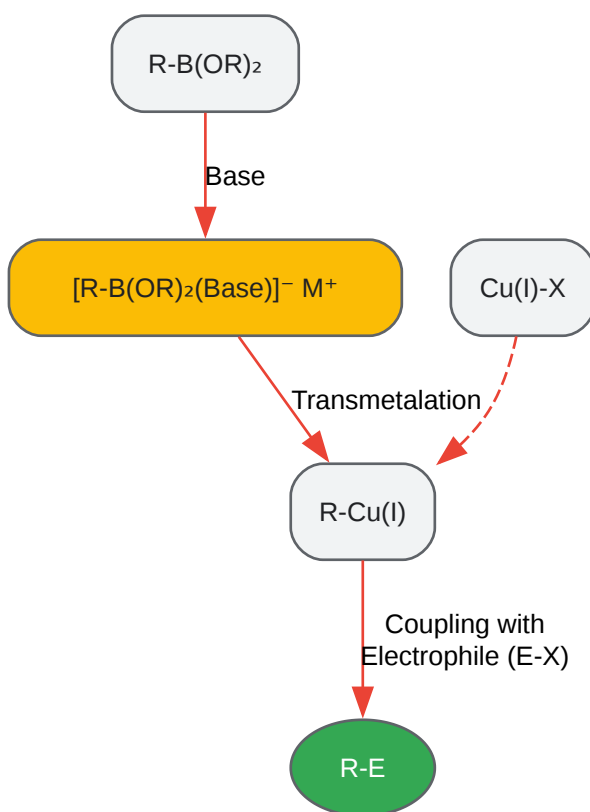 R-B(OR)₂
Base
[R-B(OR)₂(Base)]⁻ M⁺
Cu(I)-X
Transmetalation
R-Cu(I)
Coupling with
Electrophile (E-X)
R-E